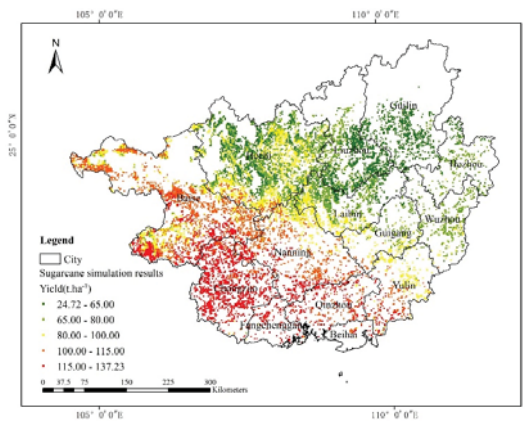 105° 0′0″E
110° 0′E
N
25° 0′0″N
Guilin
Hechi
Liuzhou
Hezhou
Baise
Laibin
Wuzhou
Guigang
Nanning
Yulin
Chongzuo
Qinzhou
Fangchenggang
Beihai
Legend
City
Sugarcane simulation results
Yield(t.ha⁻¹)
24.72 - 65.00
65.00 - 80.00
80.00 - 100.00
100.00 - 115.00
115.00 - 137.23
0 37.5 75 150 225 300
Kilometers
105° 0′0″E
110° 0′0″E